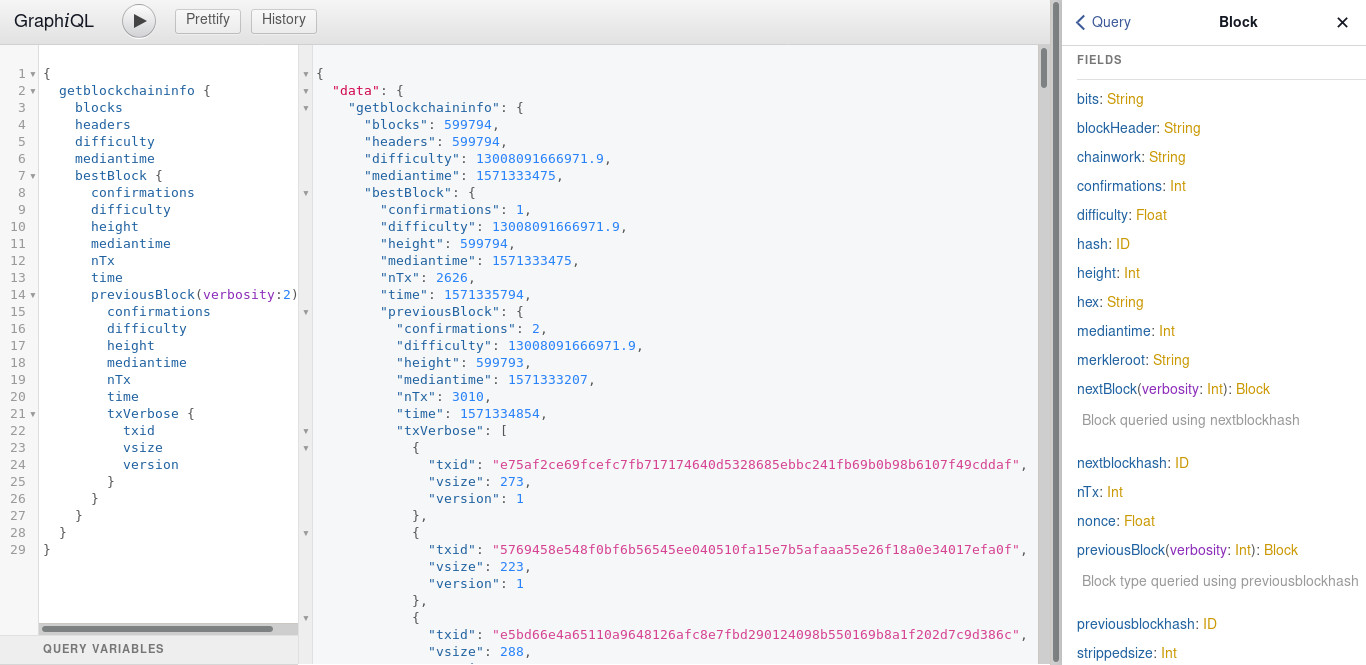 GraphiQL
Prettify
History
1 {
2 getblockchaininfo {
3 blocks
4 headers
5 difficulty
6 mediantime
7 bestBlock {
8 confirmations
9 difficulty
10 height
11 mediantime
12 nTx
13 time
14 previousBlock(verbosity:2)
15 confirmations
16 difficulty
17 height
18 mediantime
19 nTx
20 time
21 txVerbose {
22 txid
23 vsize
24 version
25 }
26 }
27 }
28 }
29 }
QUERY VARIABLES
{
"data": {
"getblockchaininfo": {
"blocks": 599794,
"headers": 599794,
"difficulty": 13008091666971.9,
"mediantime": 1571333475,
"bestBlock": {
"confirmations": 1,
"difficulty": 13008091666971.9,
"height": 599794,
"mediantime": 1571333475,
"nTx": 2626,
"time": 1571335794,
"previousBlock": {
"confirmations": 2,
"difficulty": 13008091666971.9,
"height": 599793,
"mediantime": 1571333207,
"nTx": 3010,
"time": 1571334854,
"txVerbose": [
{
"txid": "e75af2ce69fcefc7fb717174640d5328685ebbc241fb69b0b98b6107f49cddaf",
"vsize": 273,
"version": 1
},
{
"txid": "5769458e548f0bf6b56545ee040510fa15e7b5afaaa55e26f18a0e34017efa0f",
"vsize": 223,
"version": 1
},
{
"txid": "e5bd66e4a65110a9648126afc8e7fbd290124098b550169b8a1f202d7c9d386c",
"vsize": 288,
Query
Block
✕
FIELDS
bits: String
blockHeader: String
chainwork: String
confirmations: Int
difficulty: Float
hash: ID
height: Int
hex: String
mediantime: Int
merkleroot: String
nextBlock(verbosity: Int): Block
Block queried using nextblockhash
nextblockhash: ID
nTx: Int
nonce: Float
previousBlock(verbosity: Int): Block
Block type queried using previousblockhash
previousblockhash: ID
strippedsize: Int